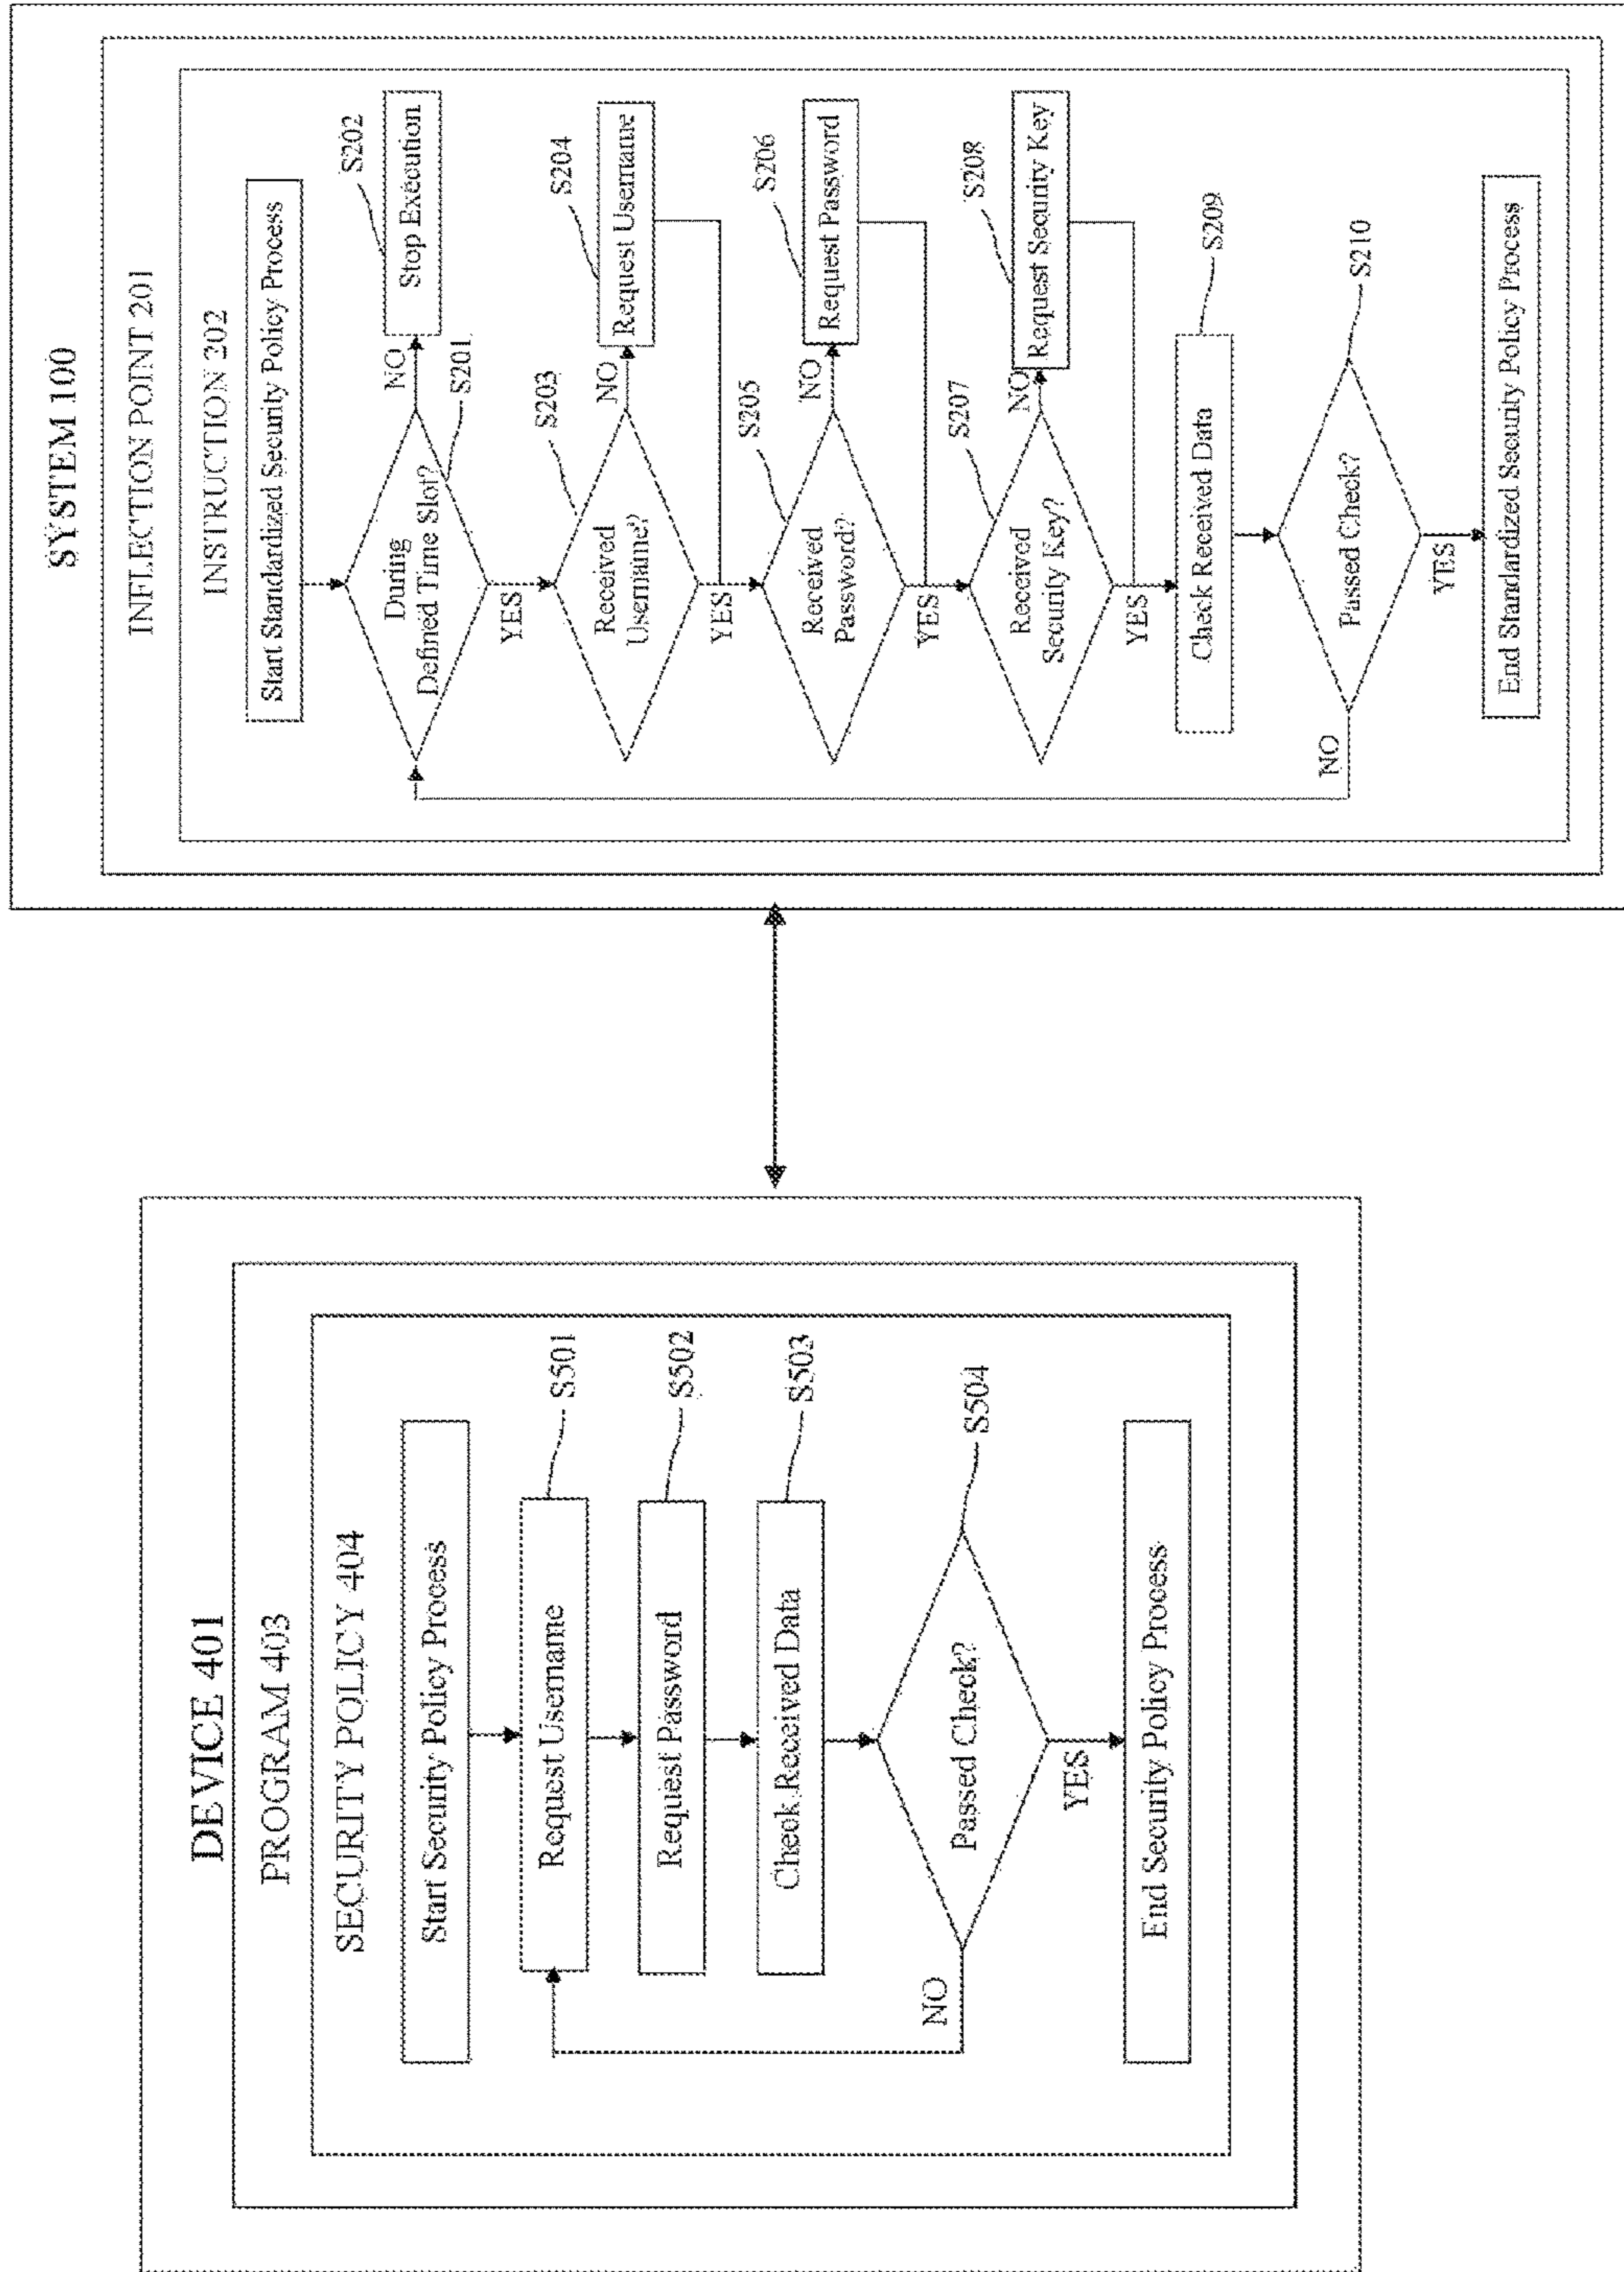 DEVICE 401
PROGRAM 403
SECURITY POLICY 404
Start Security Policy Process
Request Username
S501
Request Password
S502
Check Received Data
S503
Passed Check?
S504
NO
YES
End Security Policy Process
SYSTEM 100
INFLECTION POINT 201
INSTRUCTION 302
Start Standardized Security Policy Process
During
Defined Time Slot?
S201
NO
Stop Execution
S202
YES
Received
Username?
S203
NO
Request Username
S204
YES
Received
Password?
S205
NO
Request Password
S206
YES
Received
Security Key?
S207
NO
Request Security Key
S208
YES
Check Received Data
S209
Passed Check?
S210
NO
YES
End Standardized Security Policy Process